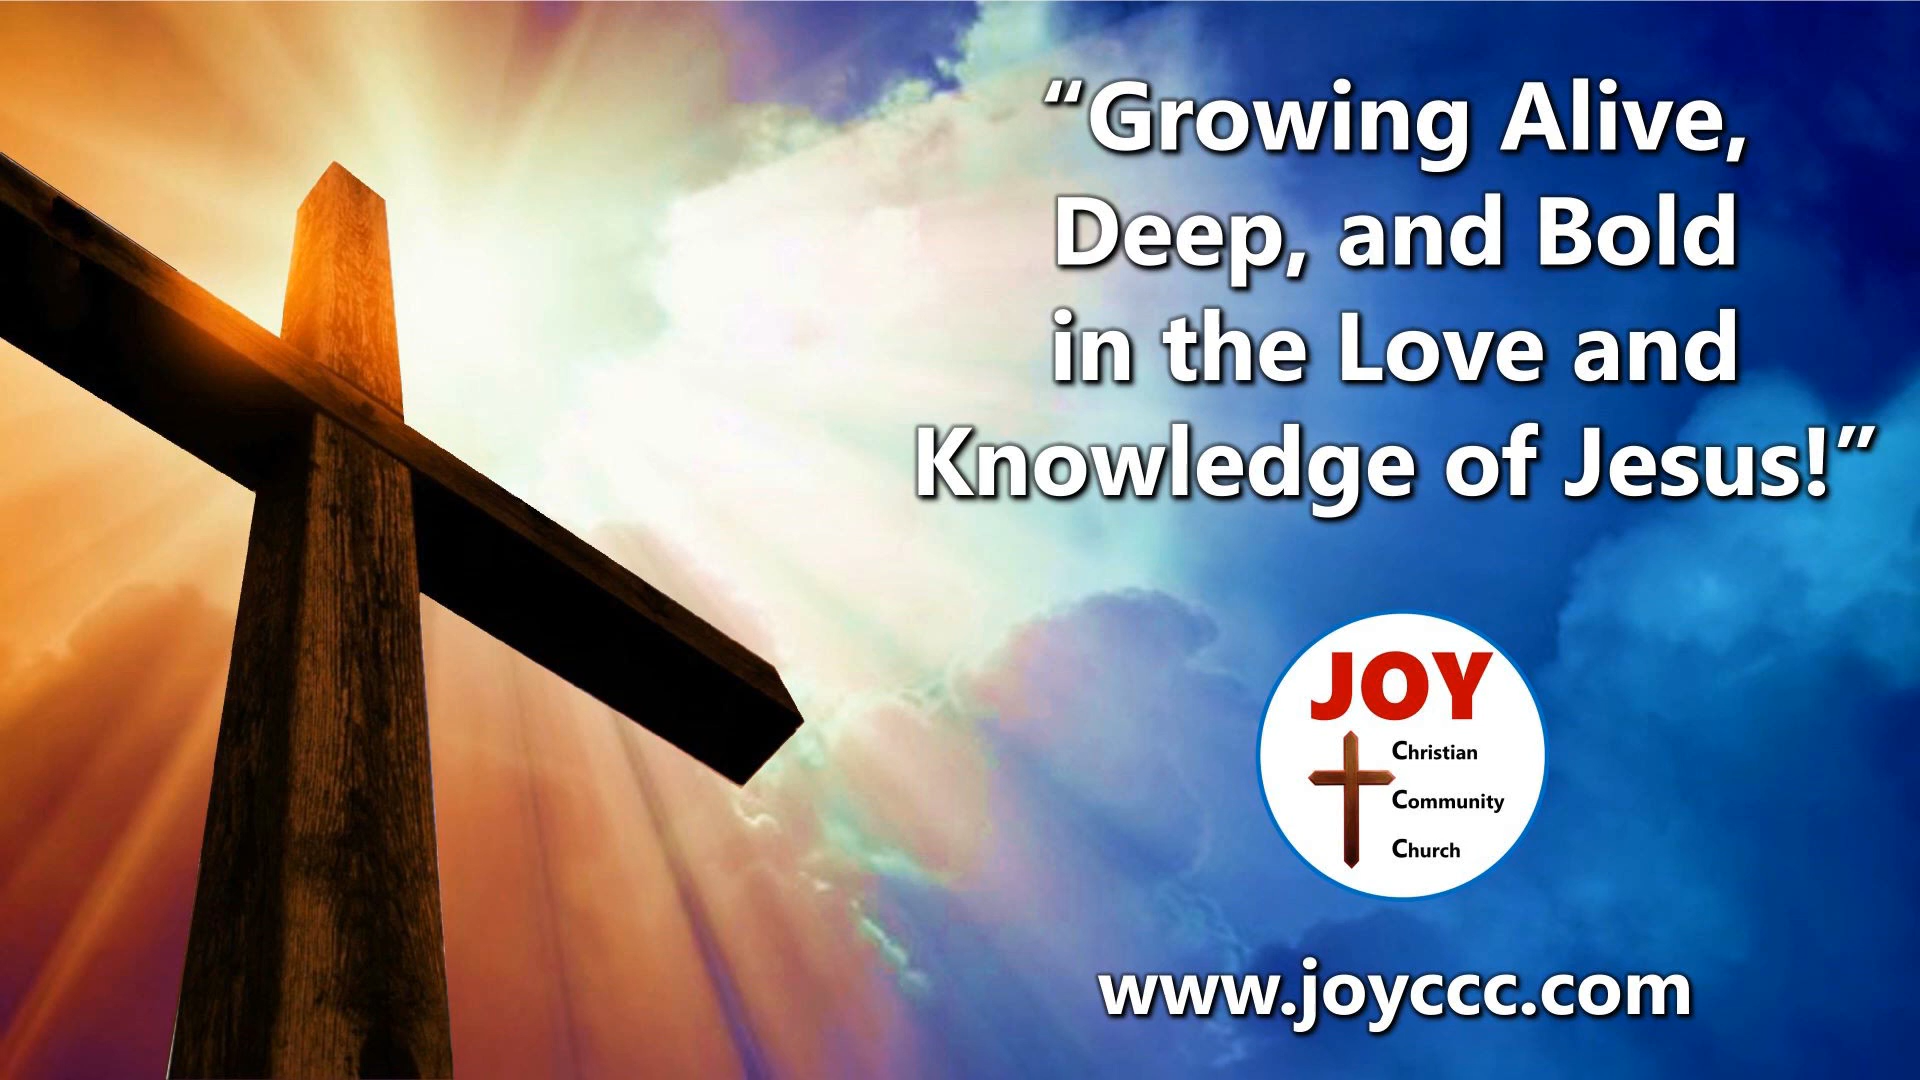 “Growing Alive,
Deep, and Bold
in the Love and
Knowledge of Jesus!”
JOY
Christian
Community
Church
www.joyccc.com